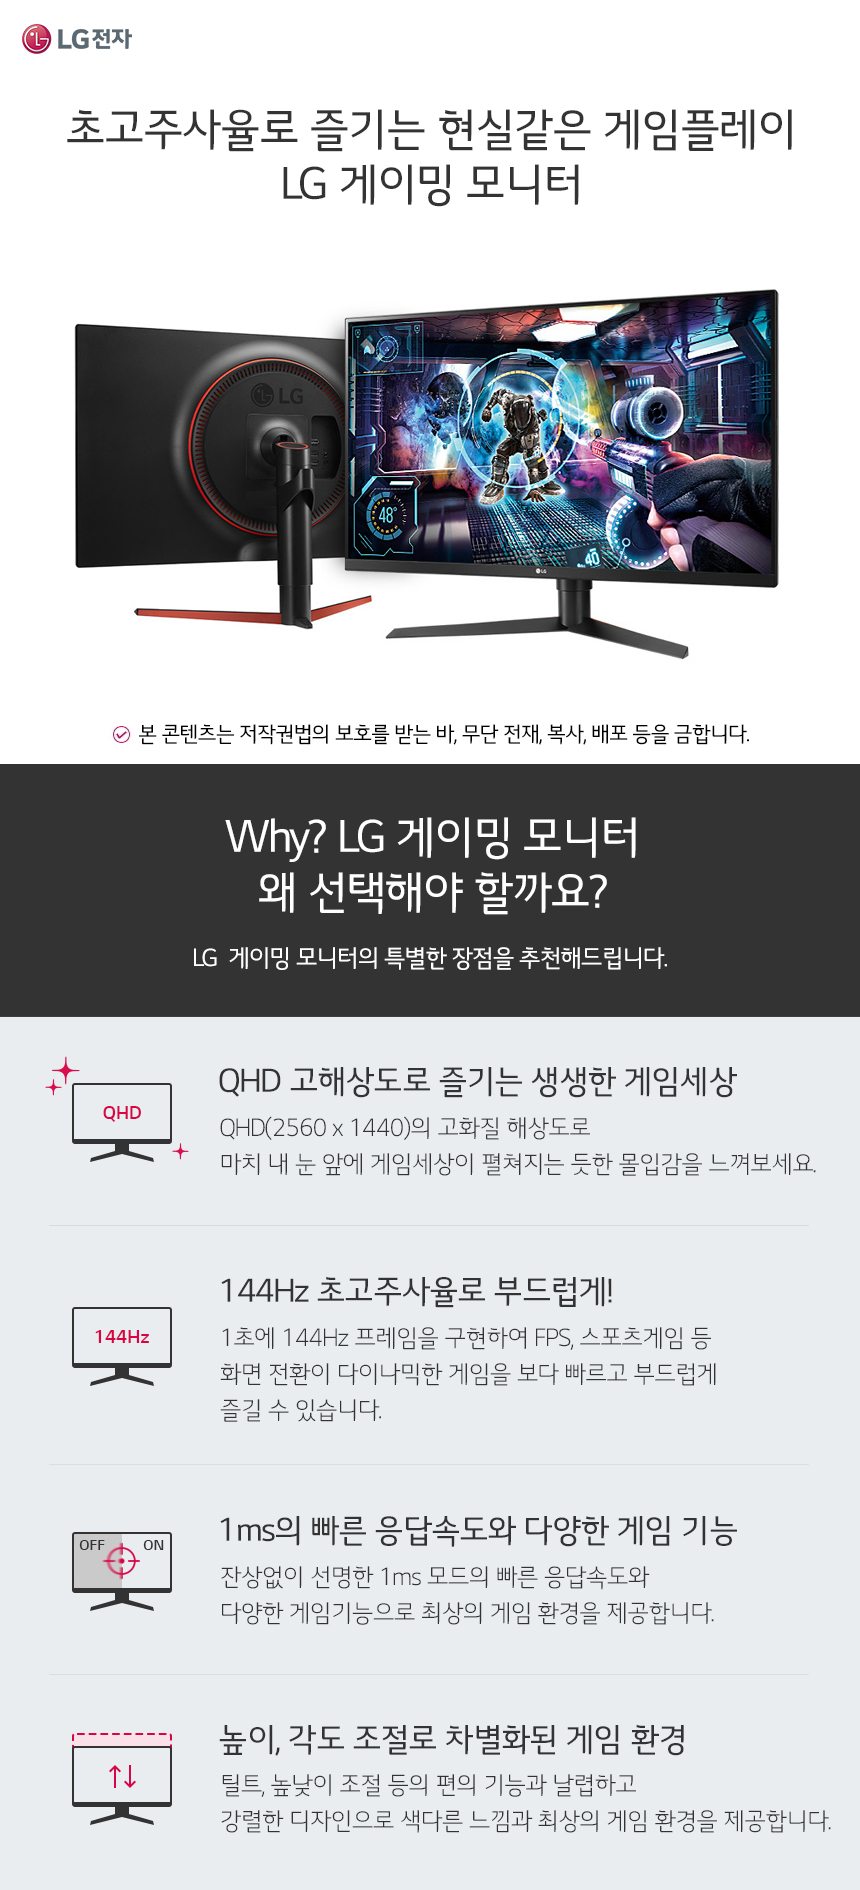 LG전자
초고주사율로 즐기는 현실같은 게임플레이
LG 게이밍 모니터
LG
48°
40
LG
본 콘텐츠는 저작권법의 보호를 받는 바, 무단 전재, 복사, 배포 등을 금합니다.
Why? LG 게이밍 모니터
왜 선택해야 할까요?
LG 게이밍 모니터의 특별한 장점을 추천해드립니다.
QHD
QHD 고해상도로 즐기는 생생한 게임세상
QHD(2560 x 1440)의 고화질 해상도로
마치 내 눈 앞에 게임세상이 펼쳐지는 듯한 몰입감을 느껴보세요.
144Hz
144Hz 초고주사율로 부드럽게!
1초에 144Hz 프레임을 구현하여 FPS, 스포츠게임 등
화면 전환이 다이나믹한 게임을 보다 빠르고 부드럽게
즐길 수 있습니다.
OFF ON
1ms의 빠른 응답속도와 다양한 게임 기능
잔상없이 선명한 1ms 모드의 빠른 응답속도와
다양한 게임기능으로 최상의 게임 환경을 제공합니다.
높이, 각도 조절로 차별화된 게임 환경
틸트, 높낮이 조절 등의 편의 기능과 날렵하고
강렬한 디자인으로 색다른 느낌과 최상의 게임 환경을 제공합니다.